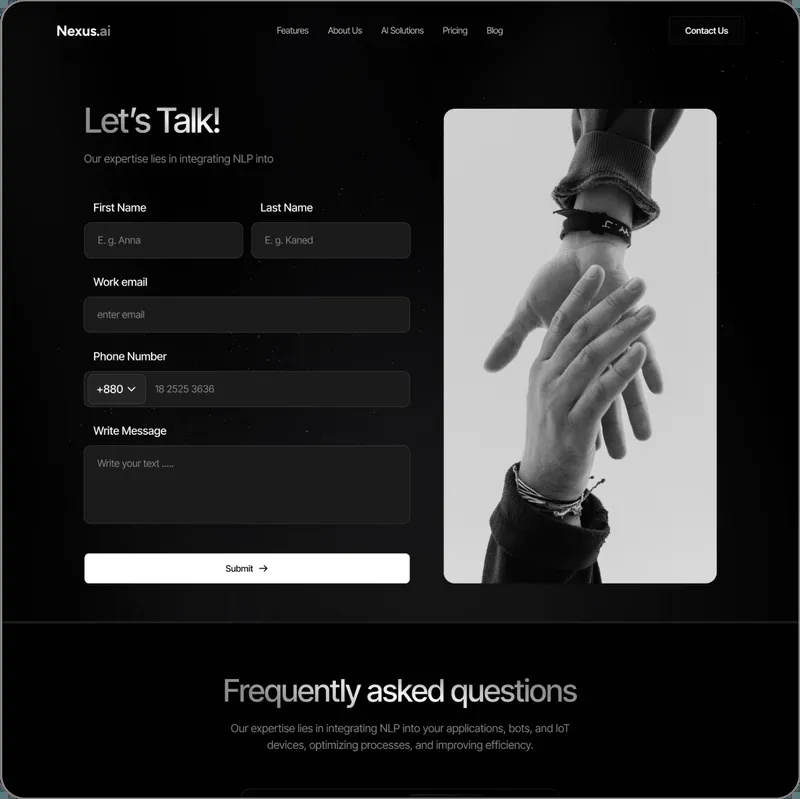 Nexus.ai
Features
About Us
AI Solutions
Pricing
Blog
Contact Us
Let's Talk!
Our expertise lies in integrating NLP into
First Name
Last Name
E. g. Anna
E. g. Kaned
Work email
enter email
Phone Number
+880
18 2525 3636
Write Message
Write your text .....
Submit →
Frequently asked questions
Our expertise lies in integrating NLP into your applications, bots, and IoT
devices, optimizing processes, and improving efficiency.